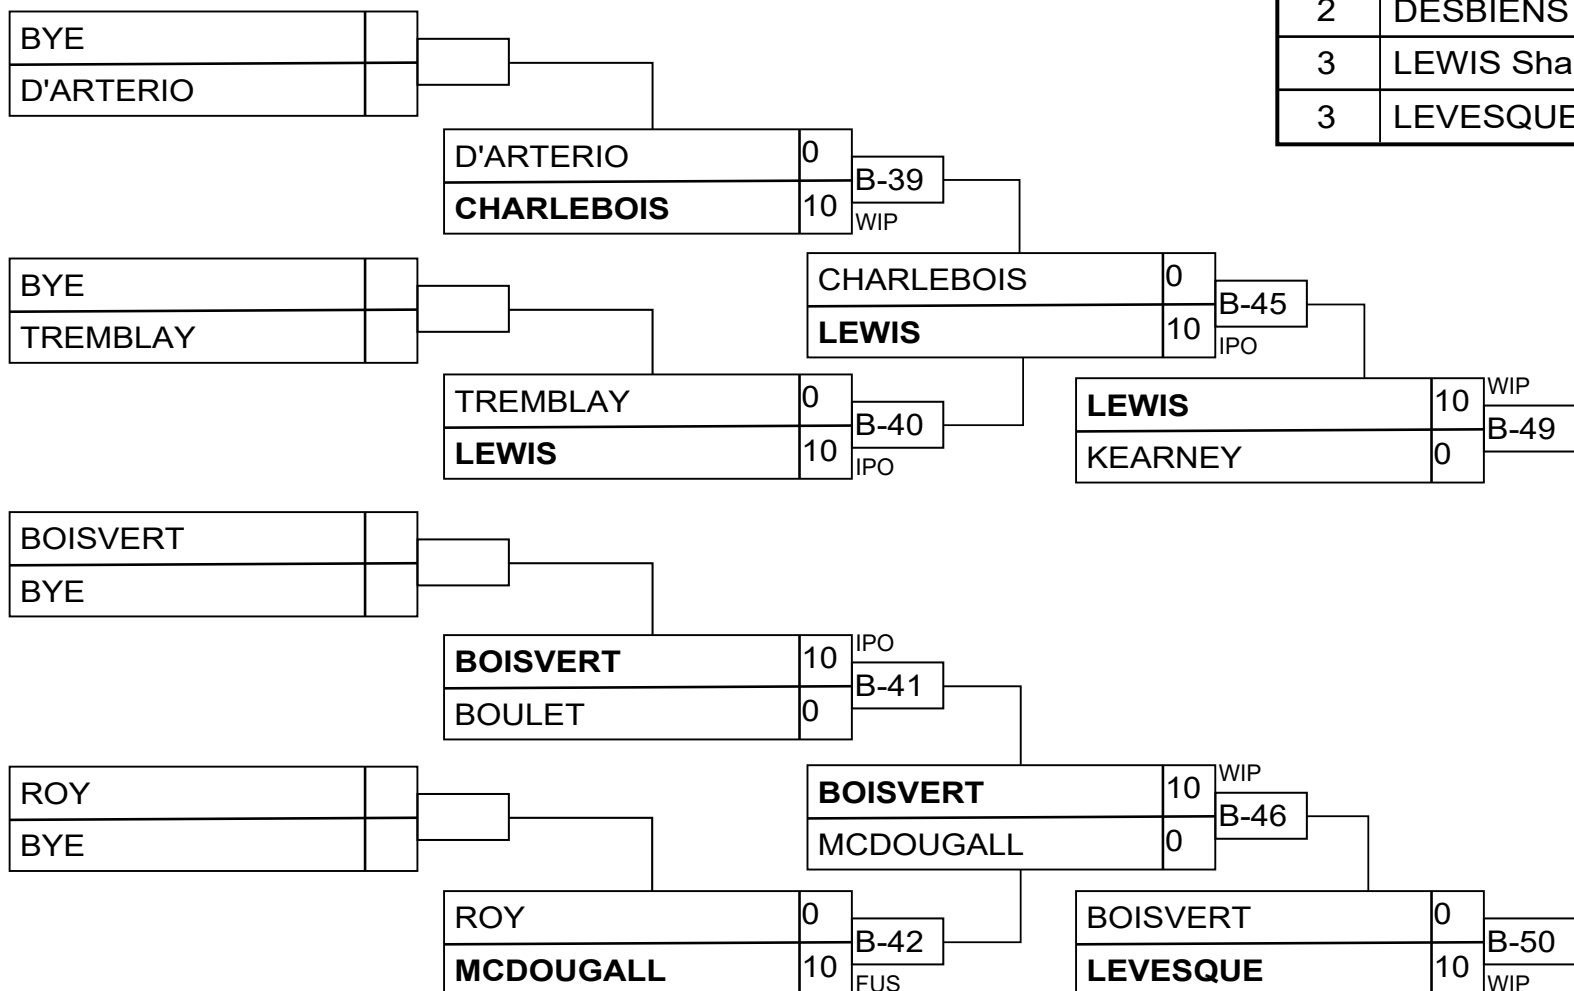 2 DESBIENS
3 LEWIS Sha
3 LEVESQUE
BYE
D'ARTERIO
D'ARTERIO 0
B-39
CHARLEBOIS 10
WIP
BYE
TREMBLAY
CHARLEBOIS 0
B-45
LEWIS 10
IPO
TREMBLAY 0
B-40
LEWIS 10
IPO
LEWIS 10
WIP
B-49
KEARNEY 0
BOISVERT
BYE
BOISVERT 10
IPO
B-41
BOULET 0
ROY
BYE
BOISVERT 10
WIP
B-46
MCDOUGALL 0
ROY 0
B-42
MCDOUGALL 10
FUS
BOISVERT 0
B-50
LEVESQUE 10
WIP